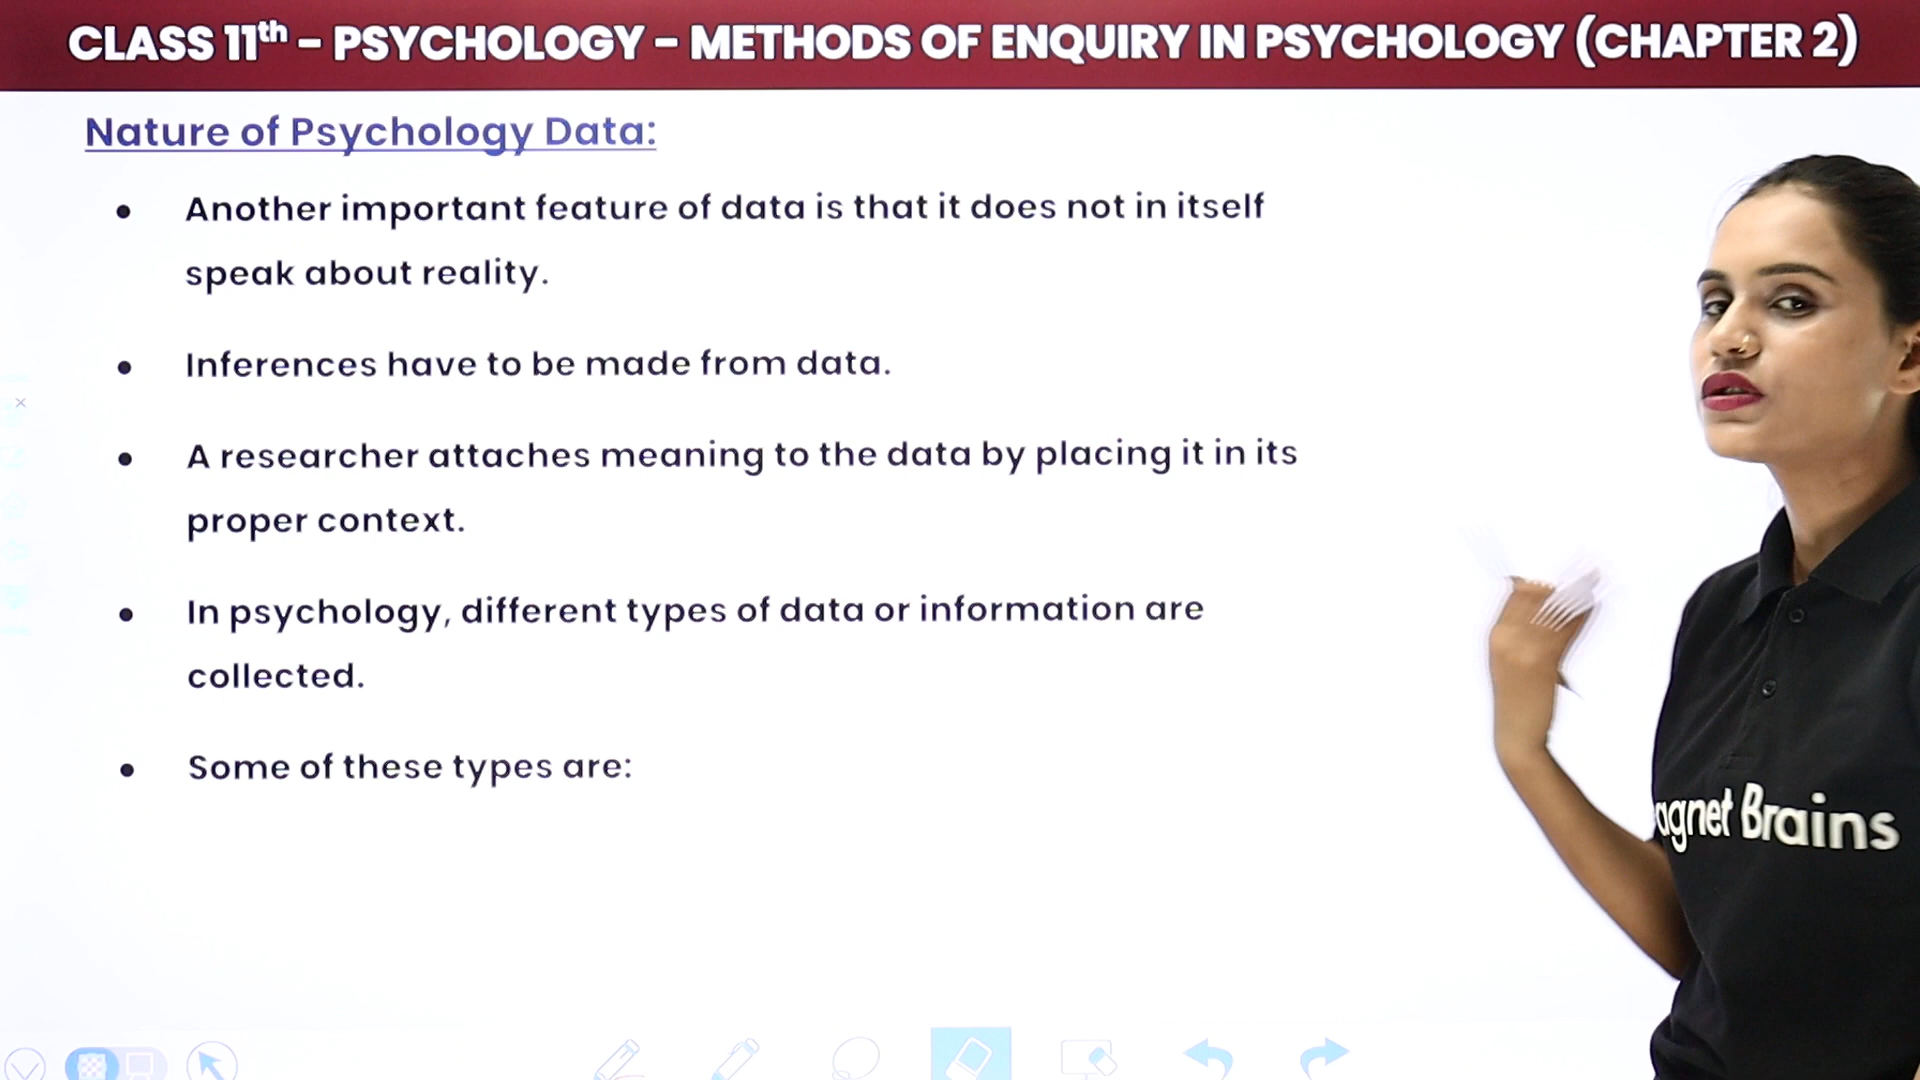 CLASS 11th – PSYCHOLOGY – METHODS OF ENQUIRY IN PSYCHOLOGY (CHAPTER 2)
Nature of Psychology Data:
• Another important feature of data is that it does not in itself
speak about reality.
• Inferences have to be made from data.
• A researcher attaches meaning to the data by placing it in its
proper context.
• In psychology, different types of data or information are
collected.
• Some of these types are:
agnet Brains